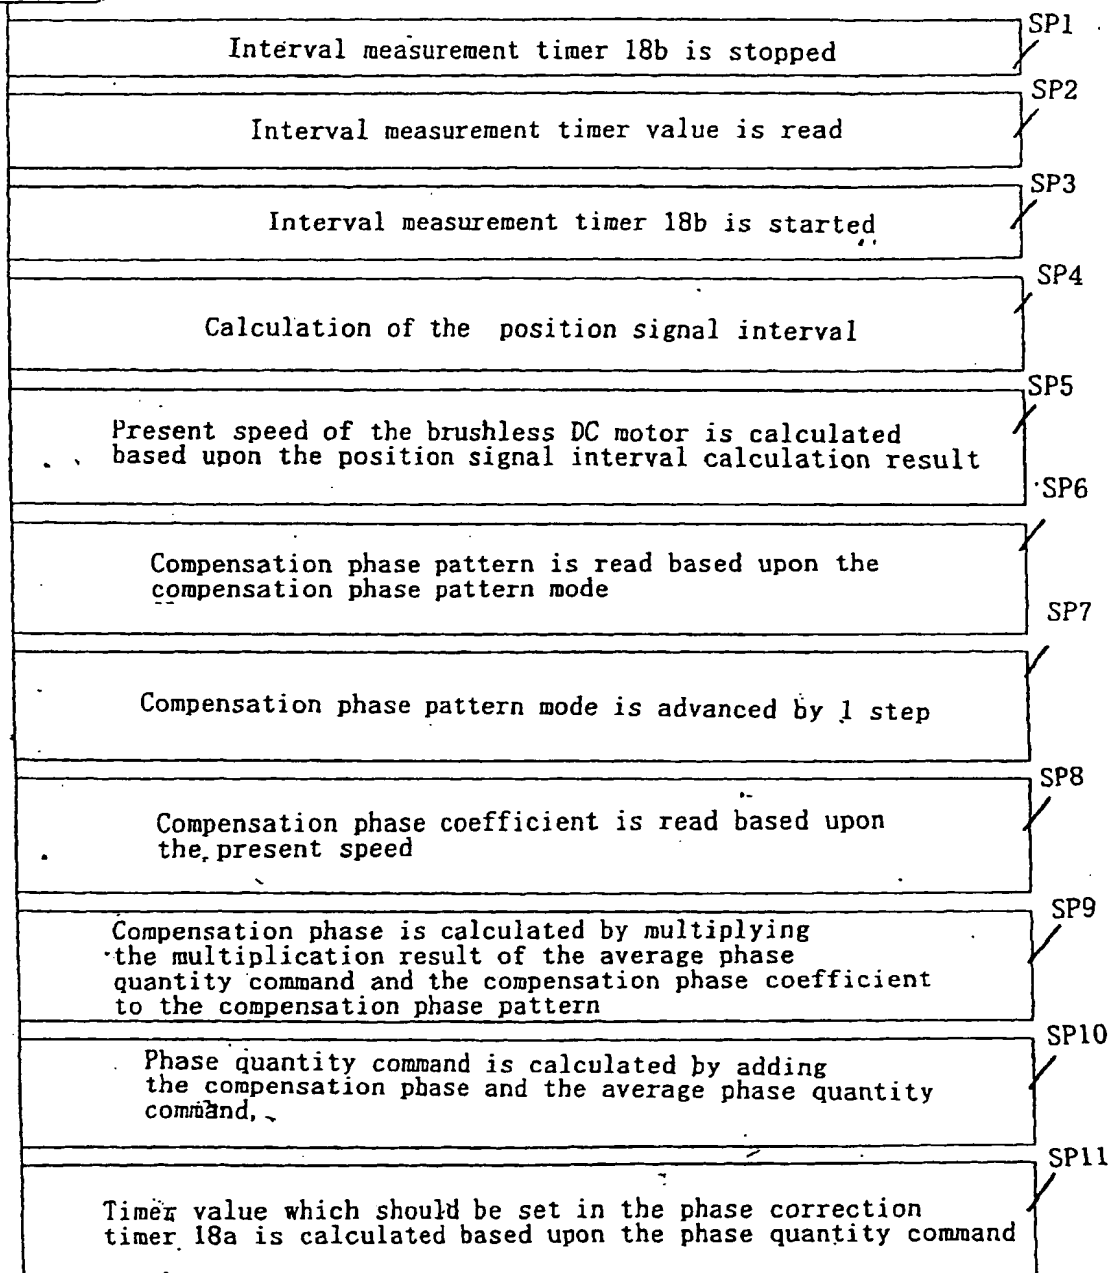 SP1
Interval measurement timer 18b is stopped
SP2
Interval measurement timer value is read
SP3
Interval measurement timer 18b is started
SP4
Calculation of the position signal interval
SP5
Present speed of the brushless DC motor is calculated
based upon the position signal interval calculation result
SP6
Compensation phase pattern is read based upon the
compensation phase pattern mode
SP7
Compensation phase pattern mode is advanced by 1 step
SP8
Compensation phase coefficient is read based upon
the present speed
SP9
Compensation phase is calculated by multiplying
the multiplication result of the average phase
quantity command and the compensation phase coefficient
to the compensation phase pattern
SP10
Phase quantity command is calculated by adding
the compensation phase and the average phase quantity
command.
SP11
Timer value which should be set in the phase correction
timer 18a is calculated based upon the phase quantity command